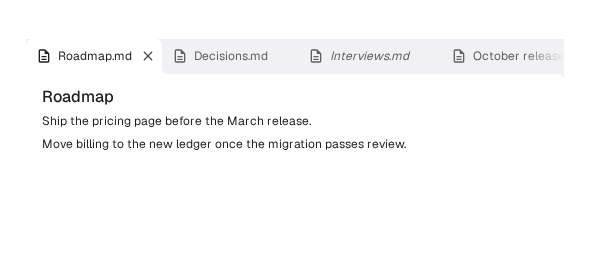 Roadmap.md
Decisions.md
Interviews.md
October release
Roadmap
Ship the pricing page before the March release.
Move billing to the new ledger once the migration passes review.